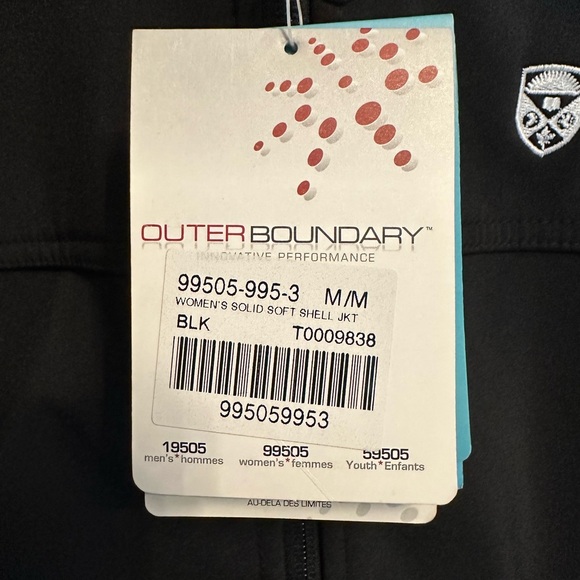 OUTERBOUNDARY™
INNOVATIVE PERFORMANCE
99505-995-3 M/M
WOMEN'S SOLID SOFT SHELL JKT
BLK T0009838
995059953
19505 99505 59505
men's*hommes women's*femmes Youth*Enfants
AU-DELÀ DES LIMITES